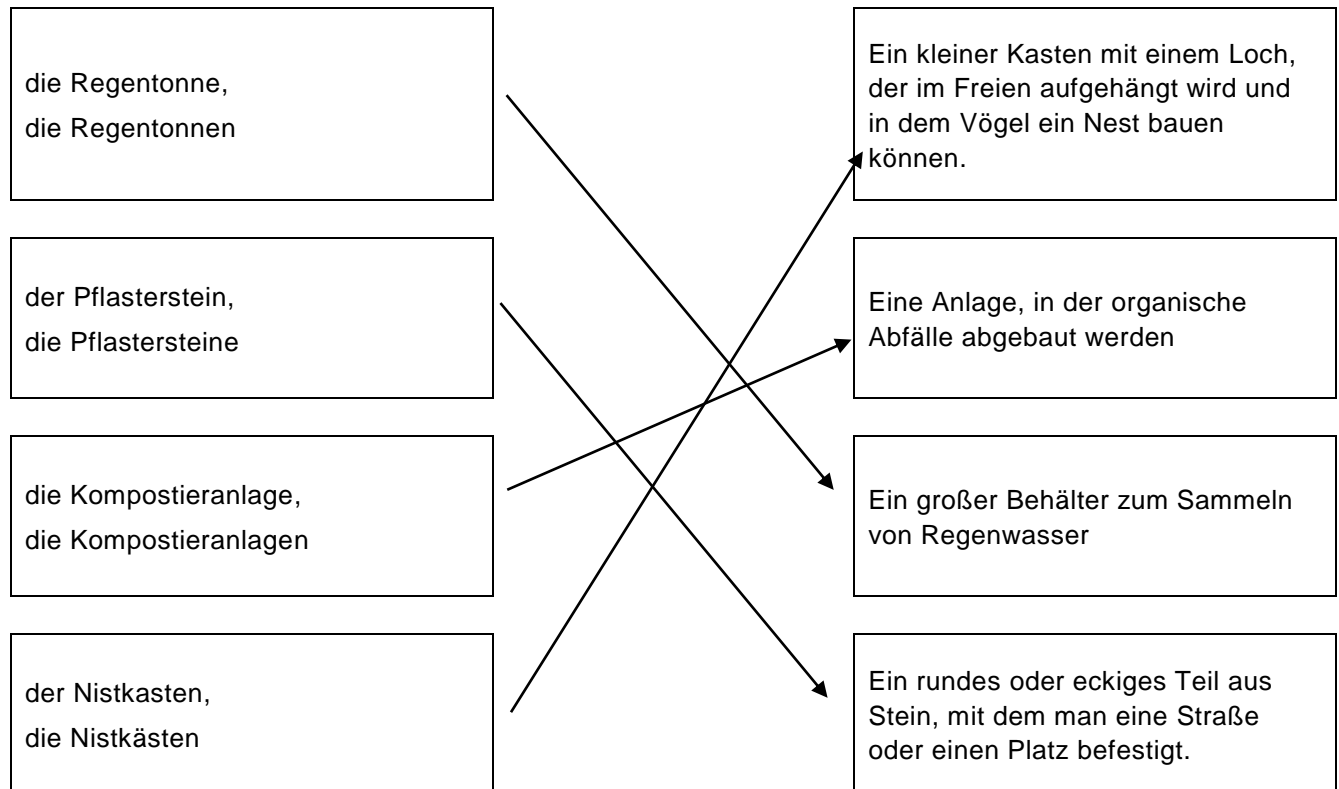 die Regentonne,
die Regentonnen
Ein kleiner Kasten mit einem Loch,
der im Freien aufgehängt wird und
in dem Vögel ein Nest bauen
können.
der Pflasterstein,
die Pflastersteine
Eine Anlage, in der organische
Abfälle abgebaut werden
die Kompostieranlage,
die Kompostieranlagen
Ein großer Behälter zum Sammeln
von Regenwasser
der Nistkasten,
die Nistkästen
Ein rundes oder eckiges Teil aus
Stein, mit dem man eine Straße
oder einen Platz befestigt.